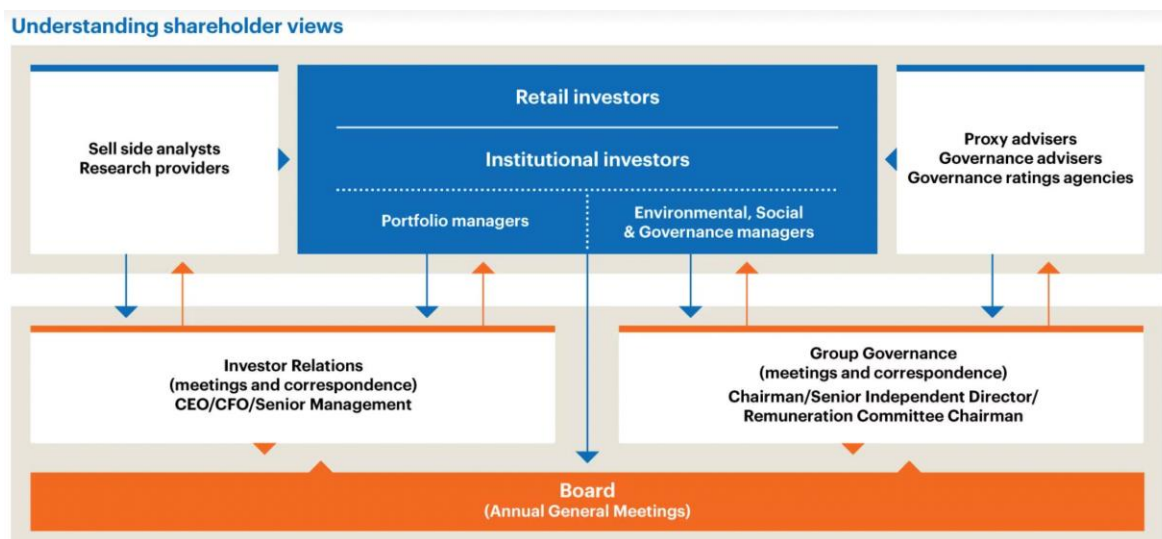 Understanding shareholder views
Sell side analysts
Research providers
Retail investors
Institutional investors
Portfolio managers
Environmental, Social
& Governance managers
Proxy advisers
Governance advisers
Governance ratings agencies
Investor Relations
(meetings and correspondence)
CEO/CFO/Senior Management
Group Governance
(meetings and correspondence)
Chairman/Senior Independent Director/
Remuneration Committee Chairman
Board
(Annual General Meetings)